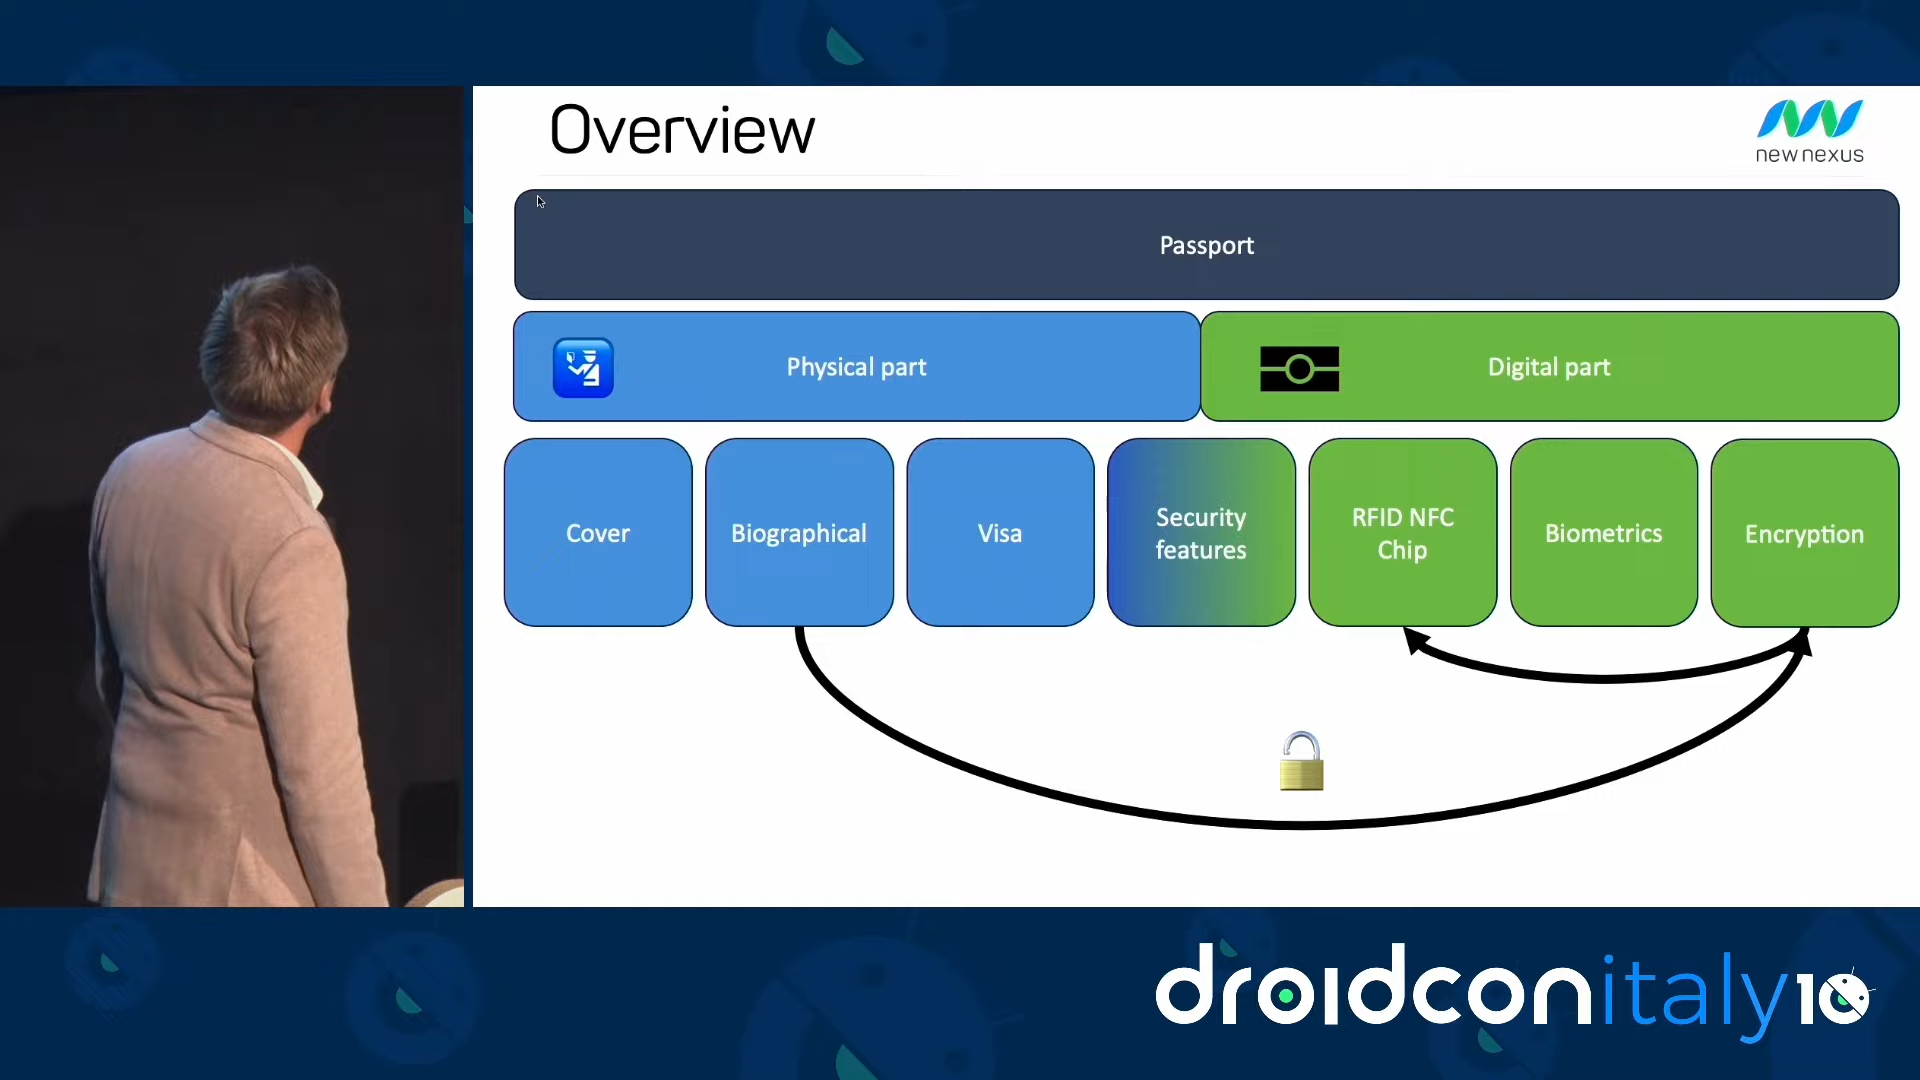 Overview
new nexus
Passport
Physical part
Digital part
Cover
Biographical
Visa
Security
features
RFID NFC
Chip
Biometrics
Encryption
droidconitaly10